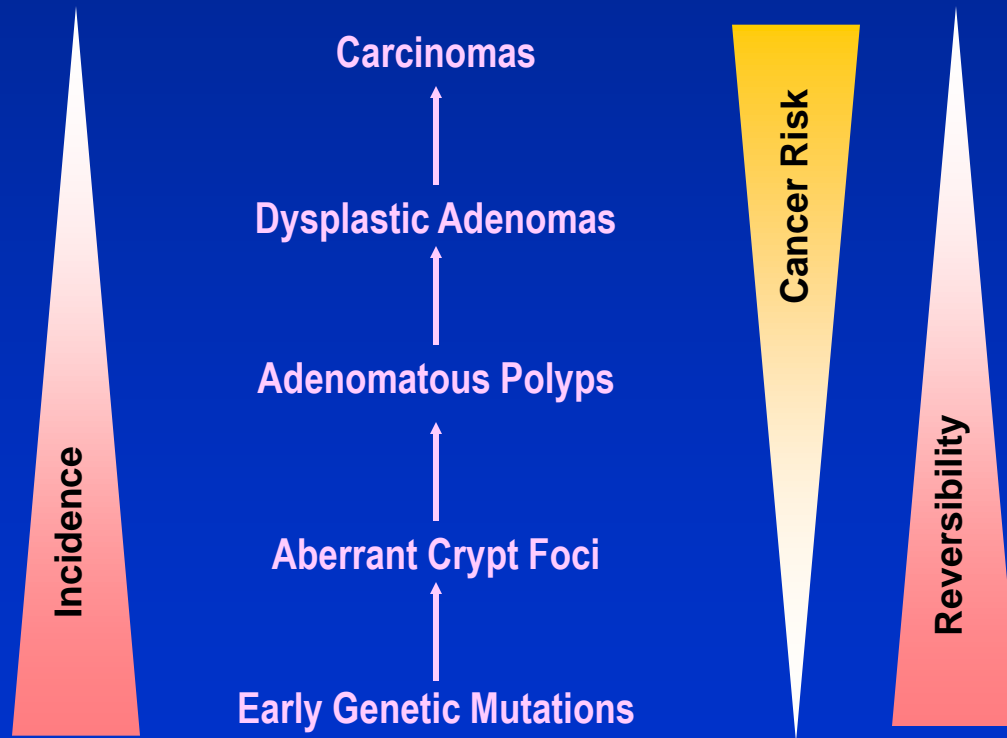 Carcinomas
Dysplastic Adenomas
Adenomatous Polyps
Aberrant Crypt Foci
Early Genetic Mutations
Incidence
Cancer Risk
Reversibility